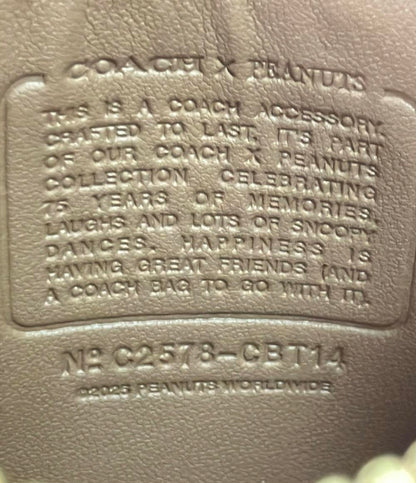 COACH X PEANUTS
THIS IS A COACH ACCESSORY,
CRAFTED TO LAST. IT'S PART
OF OUR COACH X PEANUTS
COLLECTION CELEBRATING
75 YEARS OF MEMORIES,
LAUGHS AND LOTS OF SNOOPY
DANCES. HAPPINESS IS
HAVING GREAT FRIENDS (AND
A COACH BAG TO GO WITH IT).
Nº C2578-CBT14
©2025 PEANUTS WORLDWIDE